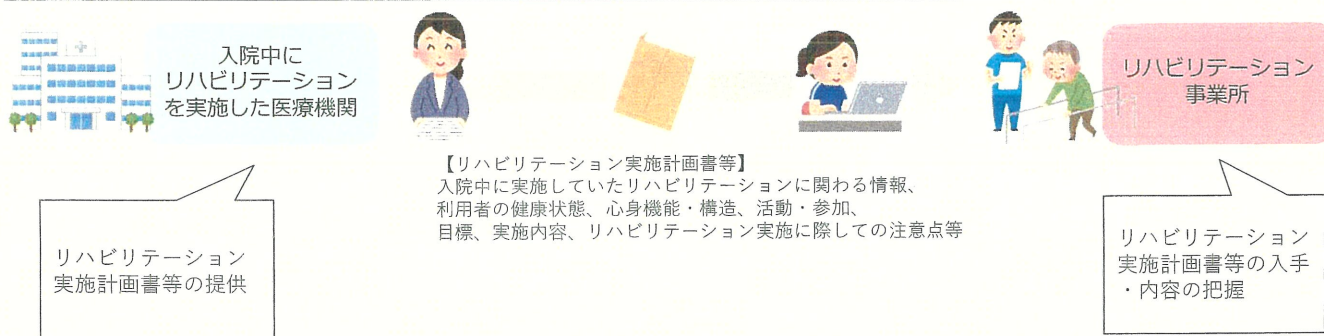 入院中に
リハビリテーション
を実施した医療機関
リハビリテーション
事業所
【リハビリテーション実施計画書等】
入院中に実施していたリハビリテーションに関わる情報、
利用者の健康状態、心身機能・構造、活動・参加、
目標、実施内容、リハビリテーション実施に際しての注意点等
リハビリテーション
実施計画書等の提供
リハビリテーション
実施計画書等の入手
・内容の把握